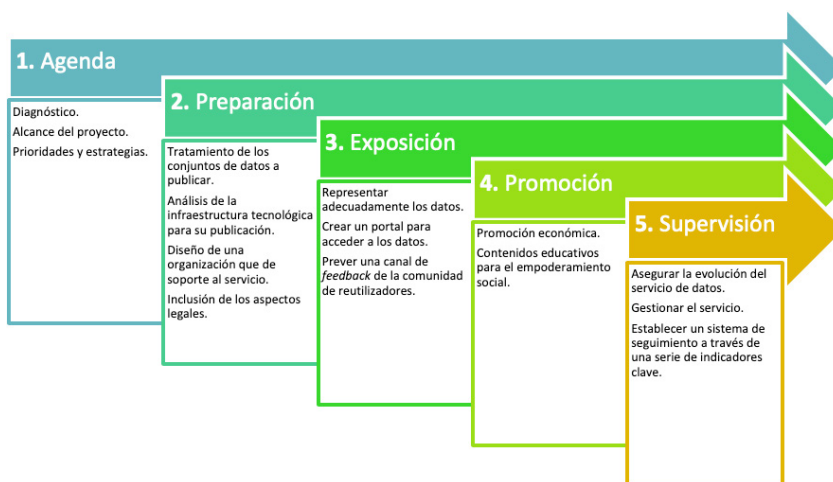 1. Agenda
Diagnóstico.
Alcance del proyecto.
Prioridades y estrategias.
2. Preparación
Tratamiento de los
conjuntos de datos a
publicar.
Análisis de la
infraestructura tecnológica
para su publicación.
Diseño de una
organización que de
soporte al servicio.
Inclusión de los aspectos
legales.
3. Exposición
Representar
adecuadamente los datos.
Crear un portal para
acceder a los datos.
Prever una canal de
feedback de la comunidad
de reutilizadores.
4. Promoción
Promoción económica.
Contenidos educativos
para el empoderamiento
social.
5. Supervisión
Asegurar la evolución del
servicio de datos.
Gestionar el servicio.
Establecer un sistema de
seguimiento a través de
una serie de indicadores
clave.